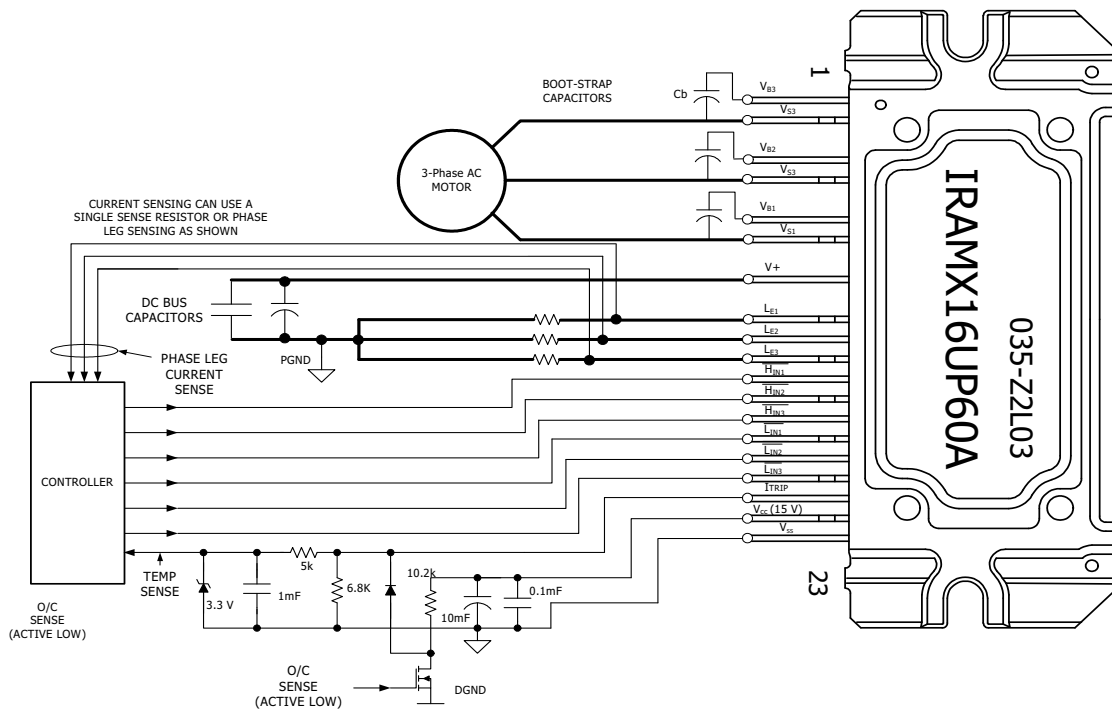 1
BOOT-STRAP
CAPACITORS
Cb
VB3
VS3
VB2
VS3
VB1
VS1
3-Phase AC
MOTOR
CURRENT SENSING CAN USE A
SINGLE SENSE RESISTOR OR PHASE
LEG SENSING AS SHOWN
V+
DC BUS
CAPACITORS
LE1
LE2
LE3
PGND
PHASE LEG
CURRENT
SENSE
HIN1
HIN2
HIN3
LIN1
LIN2
LIN3
ITRIP
VCC (15 V)
VSS
CONTROLLER
TEMP
SENSE
3.3 V
1mF
5k
6.8K
10.2k
10mF
0.1mF
O/C
SENSE
(ACTIVE LOW)
O/C
SENSE
(ACTIVE LOW)
DGND
23
IRAMX16UP60A
035-Z2L03